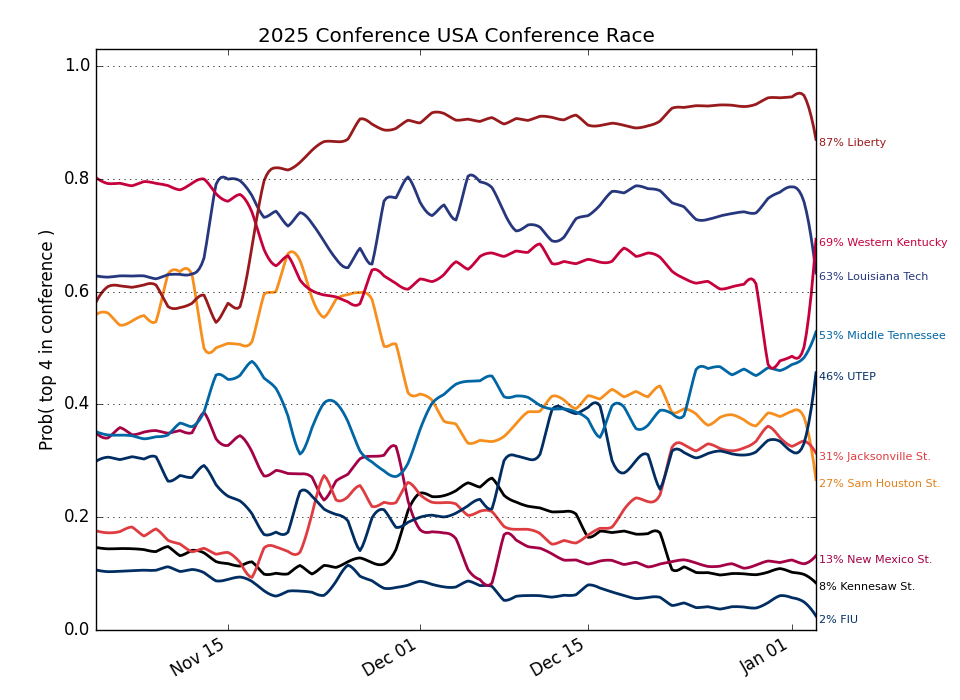 2025 Conference USA Conference Race
Prob( top 4 in conference )
1.0
0.8
0.6
0.4
0.2
0.0
87% Liberty
69% Western Kentucky
63% Louisiana Tech
53% Middle Tennessee
46% UTEP
31% Jacksonville St.
27% Sam Houston St.
13% New Mexico St.
8% Kennesaw St.
2% FIU
Nov 15
Dec 01
Dec 15
Jan 01